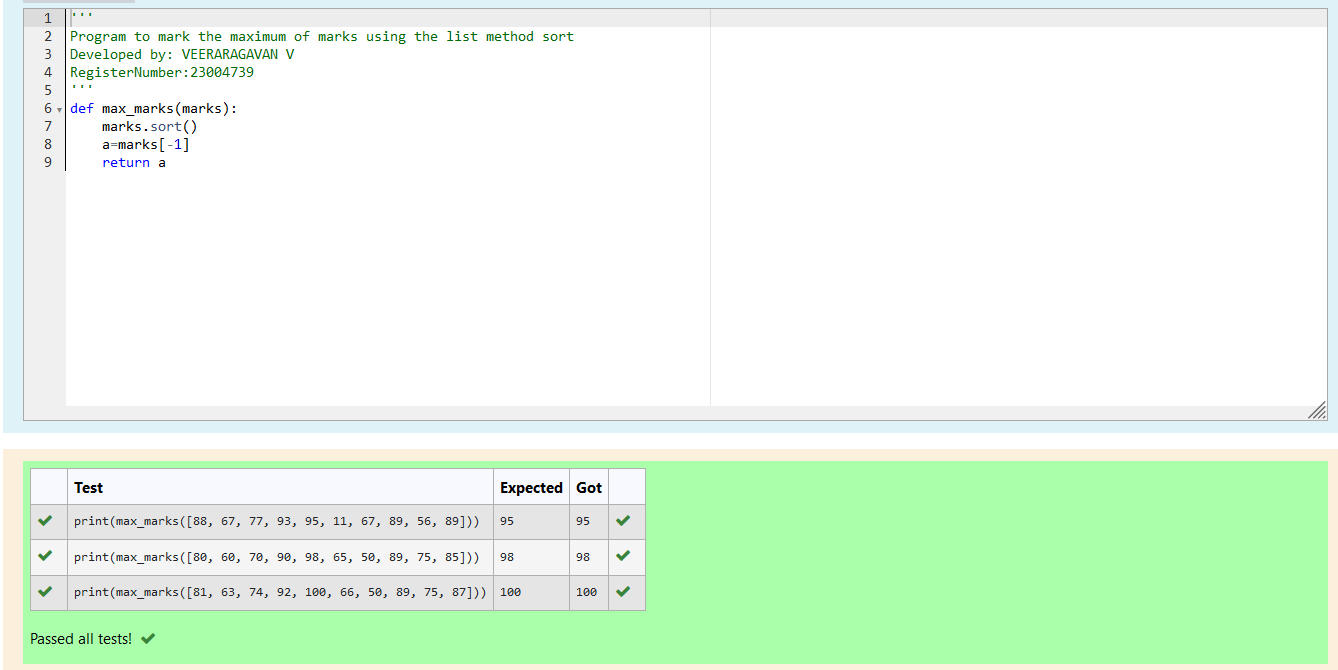 1 '''
2 Program to mark the maximum of marks using the list method sort
3 Developed by: VEERARAGAVAN V
4 RegisterNumber:23004739
5 '''
6 def max_marks(marks):
7     marks.sort()
8     a=marks[-1]
9     return a
Test Expected Got
print(max_marks([88, 67, 77, 93, 95, 11, 67, 89, 56, 89])) 95 95
print(max_marks([80, 60, 70, 90, 98, 65, 50, 89, 75, 85])) 98 98
print(max_marks([81, 63, 74, 92, 100, 66, 50, 89, 75, 87])) 100 100
Passed all tests!